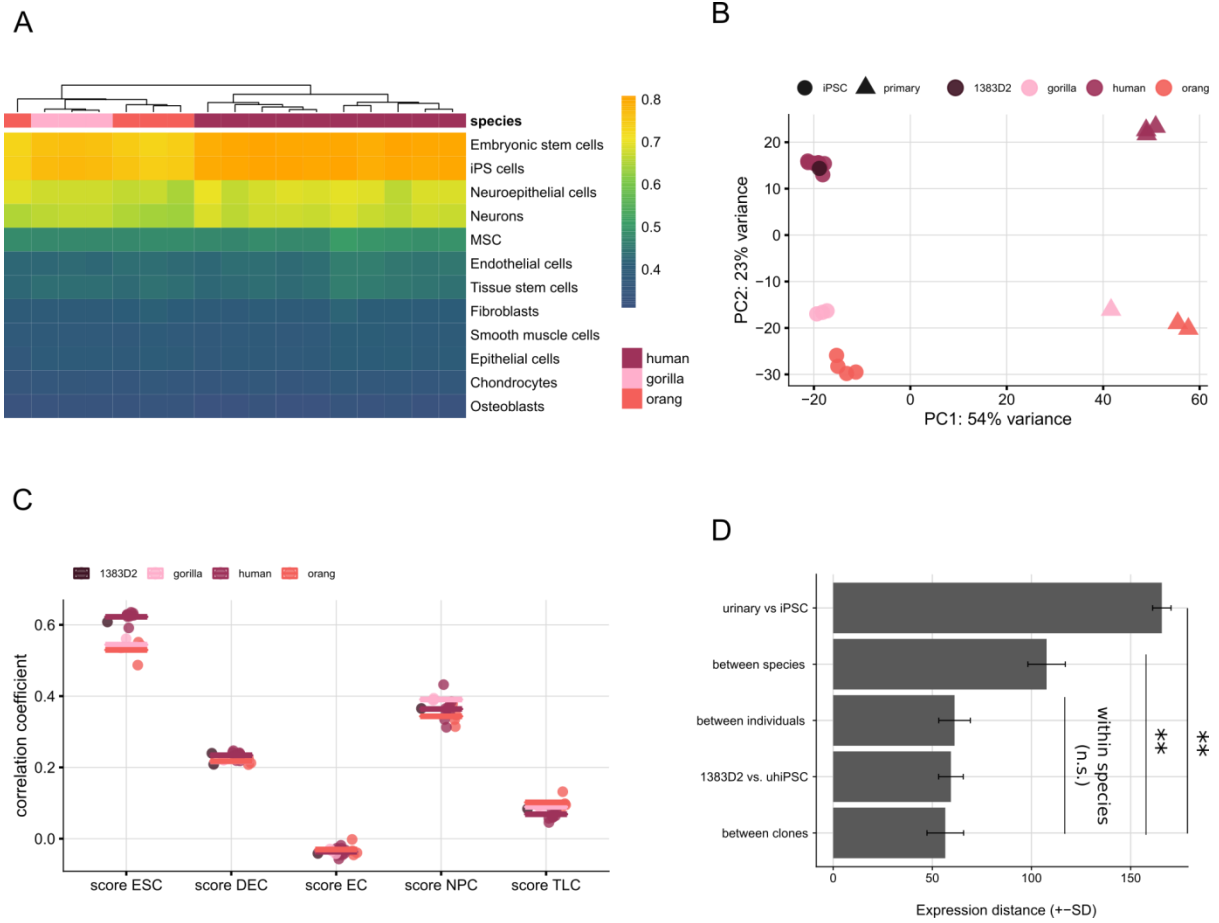 A
species
Embryonic stem cells
iPS cells
Neuroepithelial cells
Neurons
MSC
Endothelial cells
Tissue stem cells
Fibroblasts
Smooth muscle cells
Epithelial cells
Chondrocytes
Osteoblasts
0.8
0.7
0.6
0.5
0.4
human
gorilla
orang
B
iPSC primary 1383D2 gorilla human orang
20
10
0
−10
−20
−30
PC2: 23% variance
−20 0 20 40 60
PC1: 54% variance
C
1383D2 gorilla human orang
0.6
0.4
0.2
0.0
correlation coefficient
score ESC score DEC score EC score NPC score TLC
D
urinary vs iPSC
between species
between individuals
1383D2 vs. uhiPSC
between clones
within species
(n.s.)
**
**
0 50 100 150
Expression distance (+−SD)